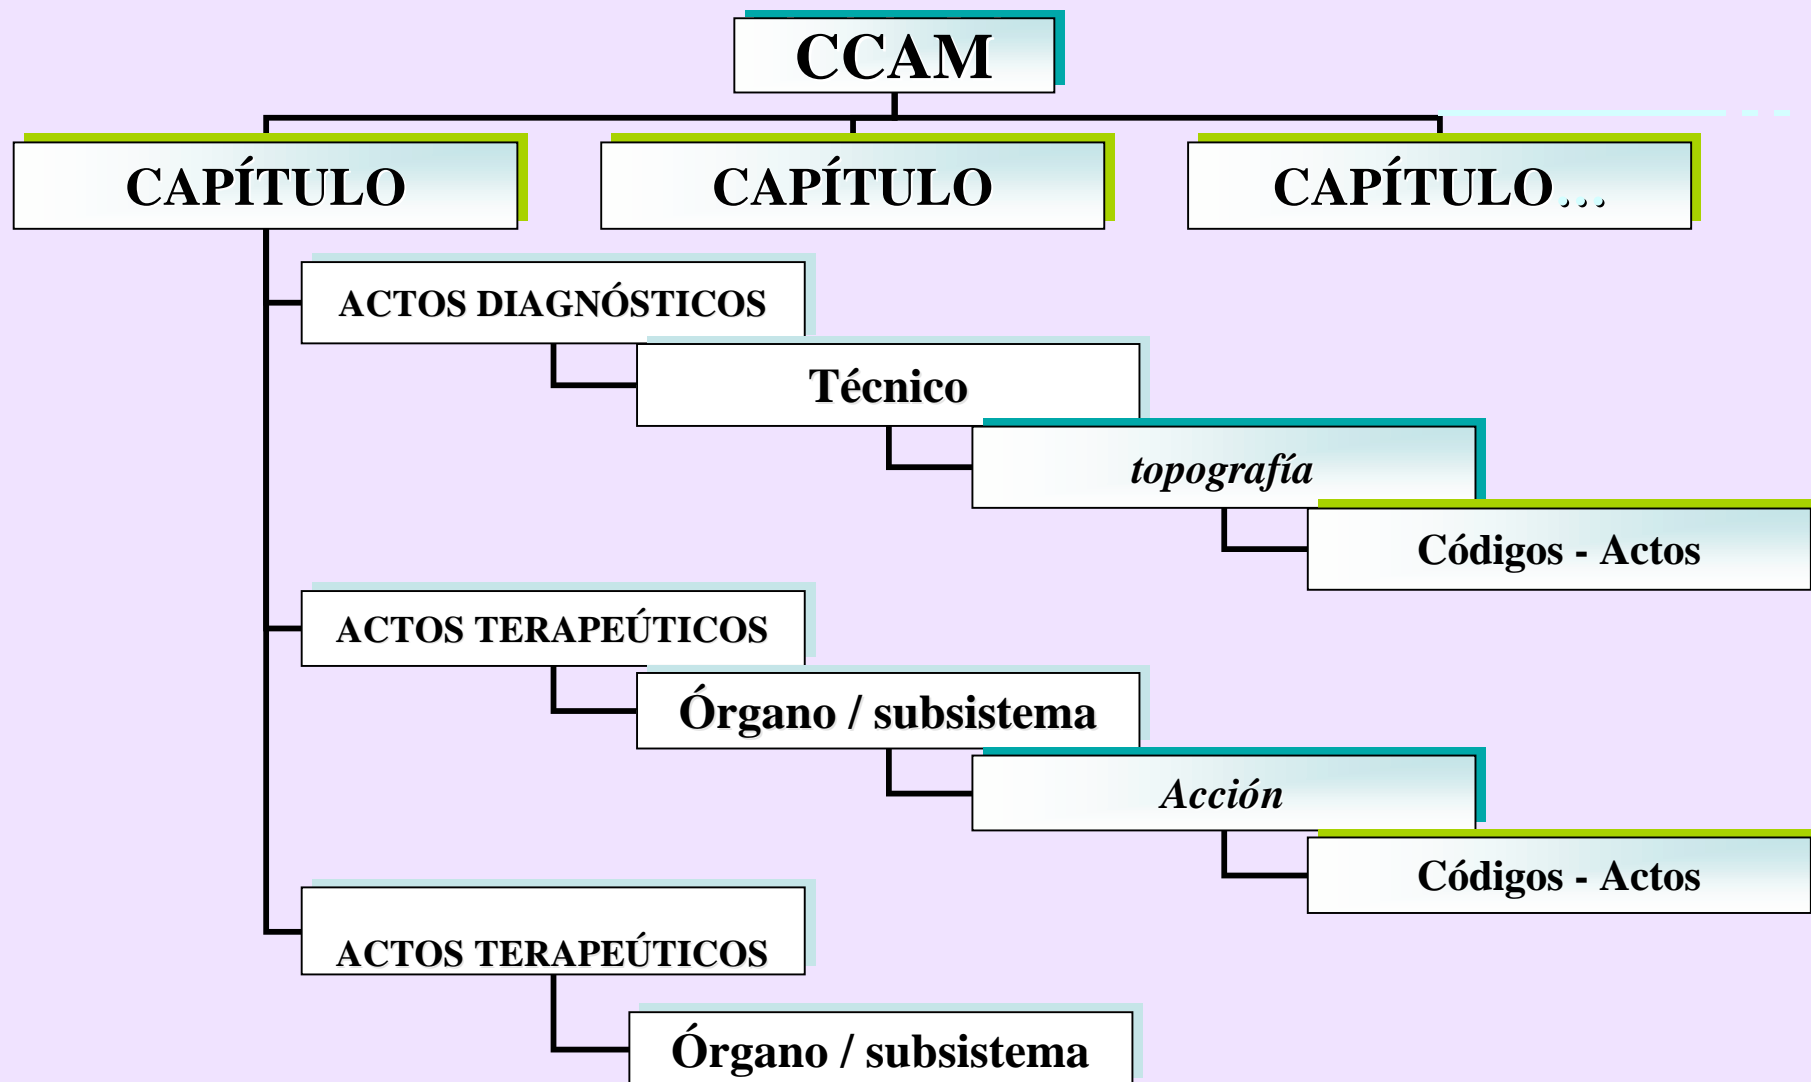 CCAM
CAPÍTULO
CAPÍTULO
CAPÍTULO...
ACTOS DIAGNÓSTICOS
Técnico
topografía
Códigos - Actos
ACTOS TERAPEÚTICOS
Órgano / subsistema
Acción
Códigos - Actos
ACTOS TERAPEÚTICOS
Órgano / subsistema